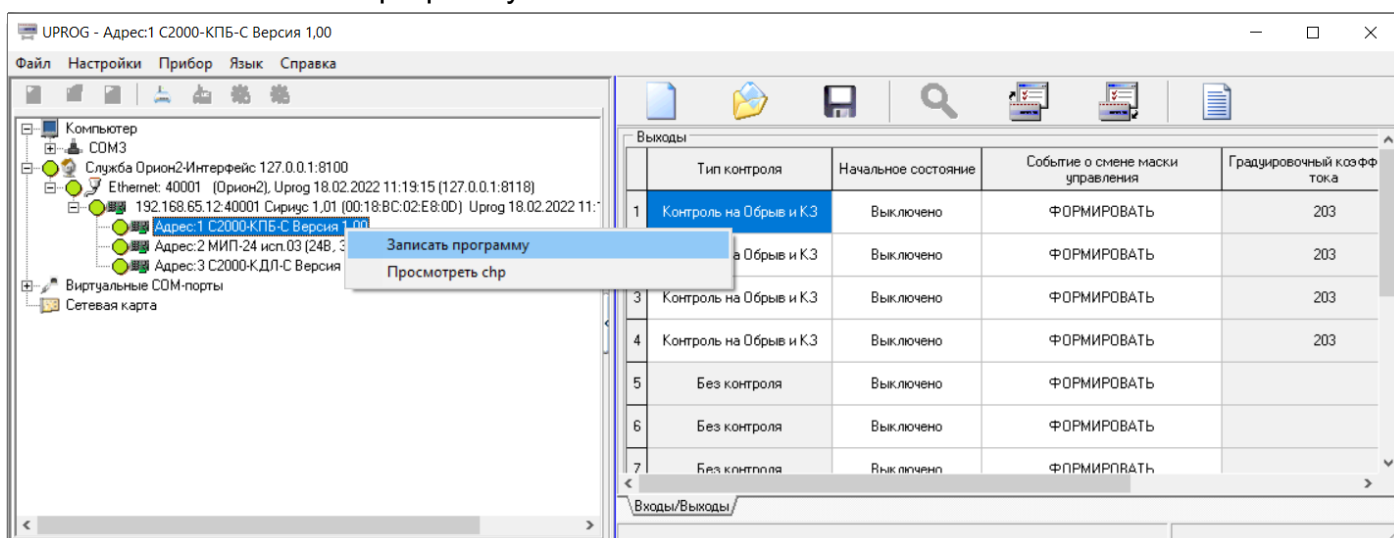 UPROG - Адрес:1 С2000-КПБ-С Версия 1,00
Файл Настройки Прибор Язык Справка
Компьютер
COM3
Служба Орион2-Интерфейс 127.0.0.1:8100
Ethernet: 40001 (Орион2), Uprog 18.02.2022 11:19:15 (127.0.0.1:8118)
192.168.65.12:40001 Сириус 1,01 (00:18:BC:02:E8:0D) Uprog 18.02.2022 11:
Адрес:1 С2000-КПБ-С Версия 1,00
Адрес:2 МИП-24 исп.03 (24В, 
Адрес:3 С2000-КДЛ-С Версия
Виртуальные COM-порты
Сетевая карта
Записать программу
Просмотреть chp
Выходы
Тип контроля Начальное состояние Событие о смене маски управления Градуировочный коэфф тока
1 Контроль на Обрыв и КЗ Выключено ФОРМИРОВАТЬ 203
а Обрыв и КЗ Выключено ФОРМИРОВАТЬ 203
3 Контроль на Обрыв и КЗ Выключено ФОРМИРОВАТЬ 203
4 Контроль на Обрыв и КЗ Выключено ФОРМИРОВАТЬ 203
5 Без контроля Выключено ФОРМИРОВАТЬ
6 Без контроля Выключено ФОРМИРОВАТЬ
7 Без контроля Выключено ФОРМИРОВАТЬ
Входы/Выходы